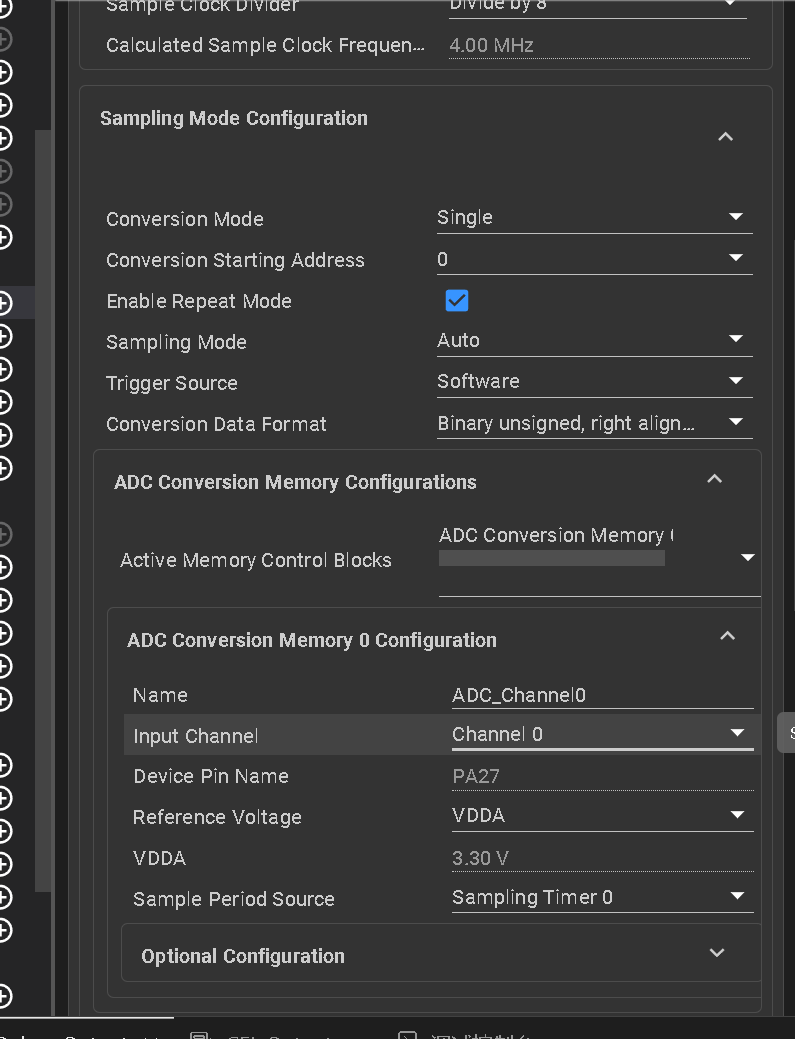 Sample Clock Divider
Divide by 8
Calculated Sample Clock Frequen...
4.00 MHz
Sampling Mode Configuration
Conversion Mode
Single
Conversion Starting Address
0
Enable Repeat Mode
Sampling Mode
Auto
Trigger Source
Software
Conversion Data Format
Binary unsigned, right align...
ADC Conversion Memory Configurations
Active Memory Control Blocks
ADC Conversion Memory
ADC Conversion Memory 0 Configuration
Name
ADC_Channel0
Input Channel
Channel 0
Device Pin Name
PA27
Reference Voltage
VDDA
VDDA
3.30 V
Sample Period Source
Sampling Timer 0
Optional Configuration